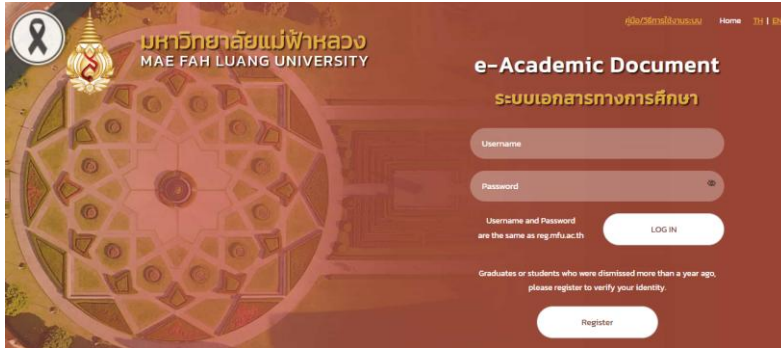 คู่มือ/วิธีการใช้งานระบบ Home TH | EN
มหาวิทยาลัยแม่ฟ้าหลวง
MAE FAH LUANG UNIVERSITY
e-Academic Document
ระบบเอกสารทางการศึกษา
Username
Password
Username and Password
are the same as reg.mfu.ac.th
LOG IN
Graduates or students who were dismissed more than a year ago,
please register to verify your identity.
Register